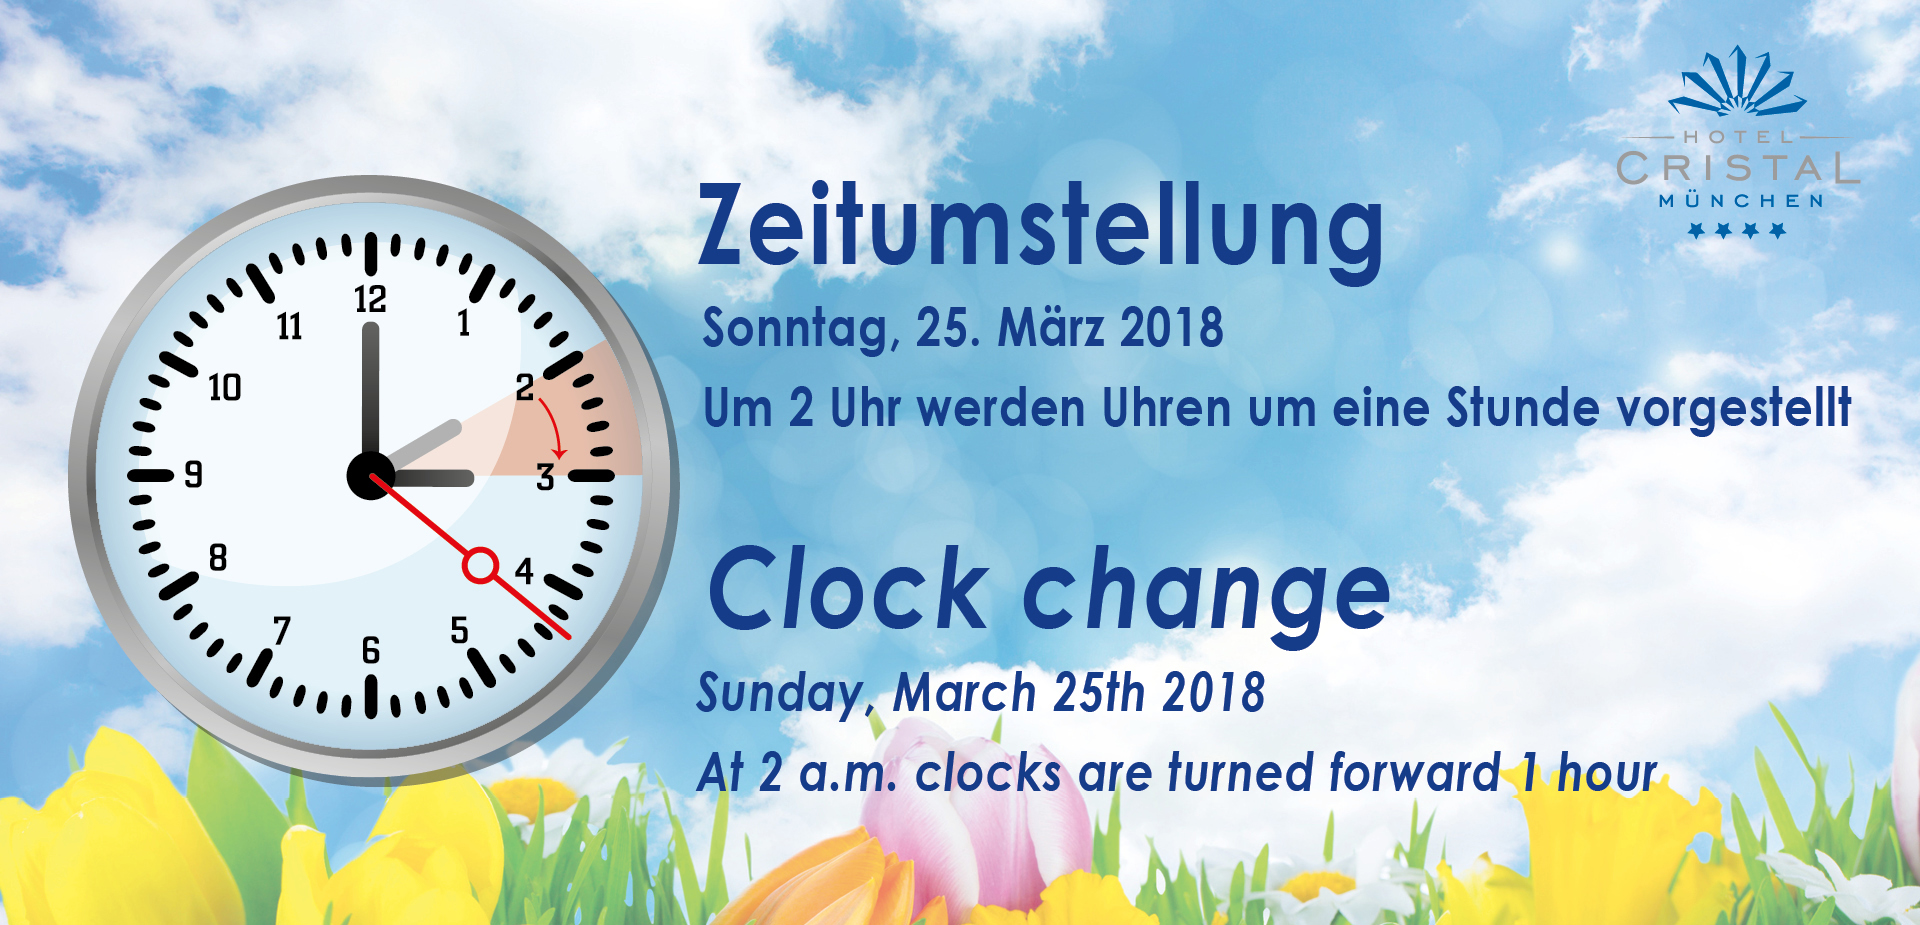 HOTEL
CRISTAL
MÜNCHEN
Zeitumstellung
Sonntag, 25. März 2018
Um 2 Uhr werden Uhren um eine Stunde vorgestellt
Clock change
Sunday, March 25th 2018
At 2 a.m. clocks are turned forward 1 hour
12
1
2
3
4
5
6
7
8
9
10
11